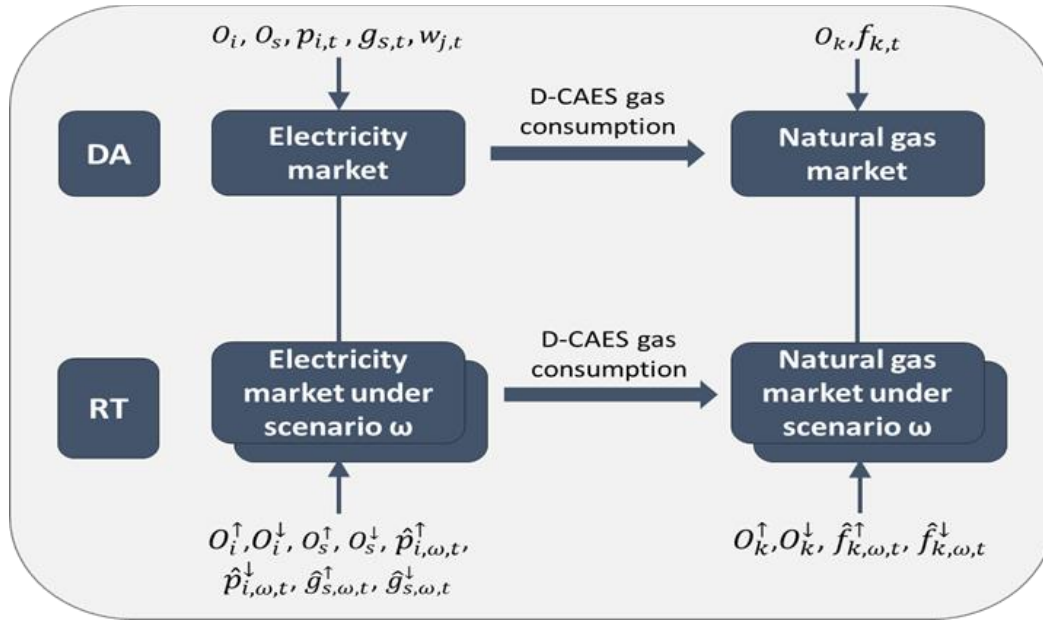 O_i, O_s, p_{i,t}, g_{s,t}, w_{j,t}
O_k, f_{k,t}
DA
Electricity
market
D-CAES gas
consumption
Natural gas
market
RT
Electricity
market under
scenario ω
D-CAES gas
consumption
Natural gas
market under
scenario ω
O_i^↑, O_i^↓, O_s^↑, O_s^↓, p̂_{i,ω,t}^↑,
p̂_{i,ω,t}^↓, ĝ_{s,ω,t}^↑, ĝ_{s,ω,t}^↓
O_k^↑, O_k^↓, f̂_{k,ω,t}^↑, f̂_{k,ω,t}^↓